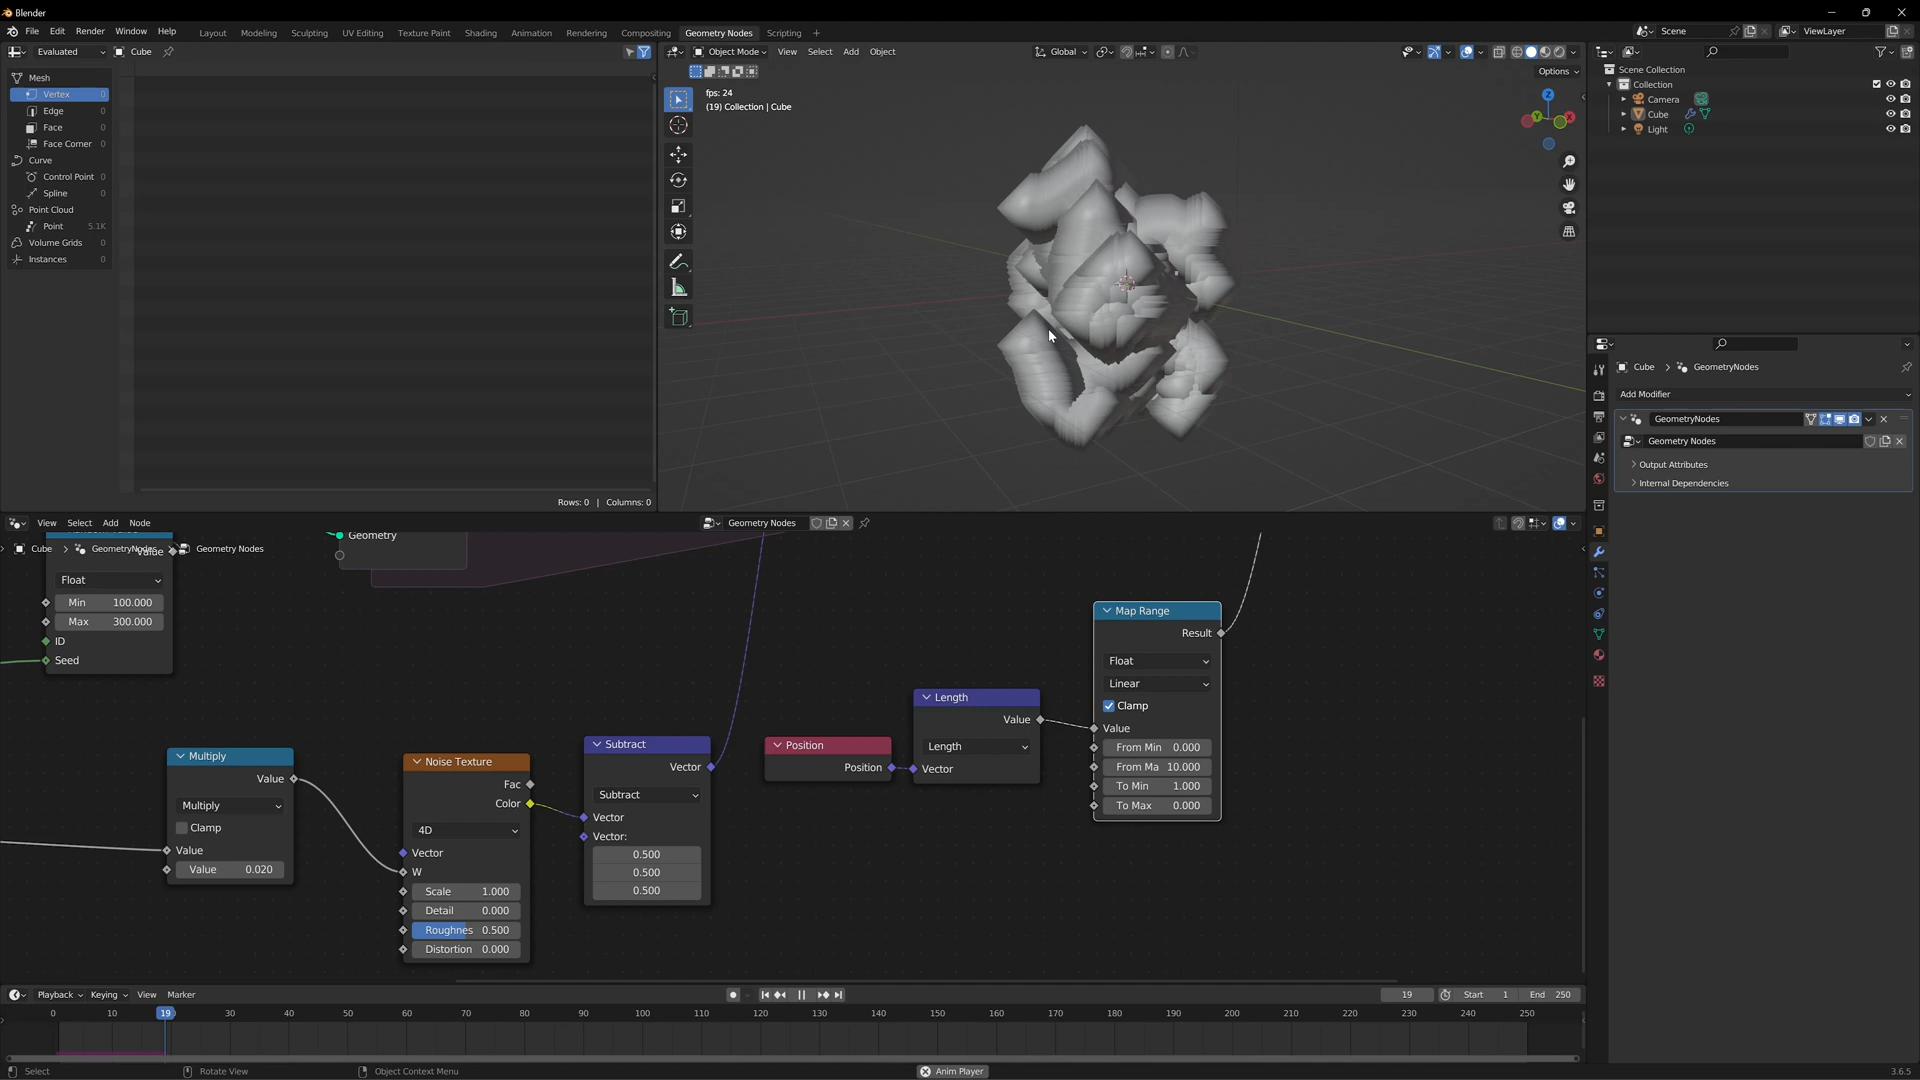 Blender
File Edit Render Window Help Layout Modeling Sculpting UV Editing Texture Paint Shading Animation Rendering Compositing Geometry Nodes Scripting + Scene ViewLayer
Evaluated Cube
Object Mode View Select Add Object Global
Options
Mesh
Vertex 0
Edge 0
Face 0
Face Corner 0
Curve
Control Point 0
Spline 0
Point Cloud
Point 5.1K
Volume Grids 0
Instances 0
Rows: 0 | Columns: 0
fps: 24
(19) Collection | Cube
Z
Y
X
Scene Collection
Collection
Camera
Cube
Light
Cube > GeometryNodes
Add Modifier
GeometryNodes
Geometry Nodes
Output Attributes
Internal Dependencies
View Select Add Node Geometry Nodes
Cube > GeometryNodes > Geometry Nodes
Value
Float
Min 100.000
Max 300.000
ID
Seed
Geometry
Multiply
Value
Multiply
Clamp
Value
Value 0.020
Noise Texture
Fac
Color
4D
Vector
W
Scale 1.000
Detail 0.000
Roughnes 0.500
Distortion 0.000
Subtract
Vector
Subtract
Vector
Vector:
0.500
0.500
0.500
Position
Position
Length
Value
Length
Vector
Map Range
Result
Float
Linear
Clamp
Value
From Min 0.000
From Ma 10.000
To Min 1.000
To Max 0.000
Playback Keying View Marker 19 Start 1 End 250
0 10 19 30 40 50 60 70 80 90 100 110 120 130 140 150 160 170 180 190 200 210 220 230 240 250
Select Rotate View Object Context Menu Anim Player 3.6.5